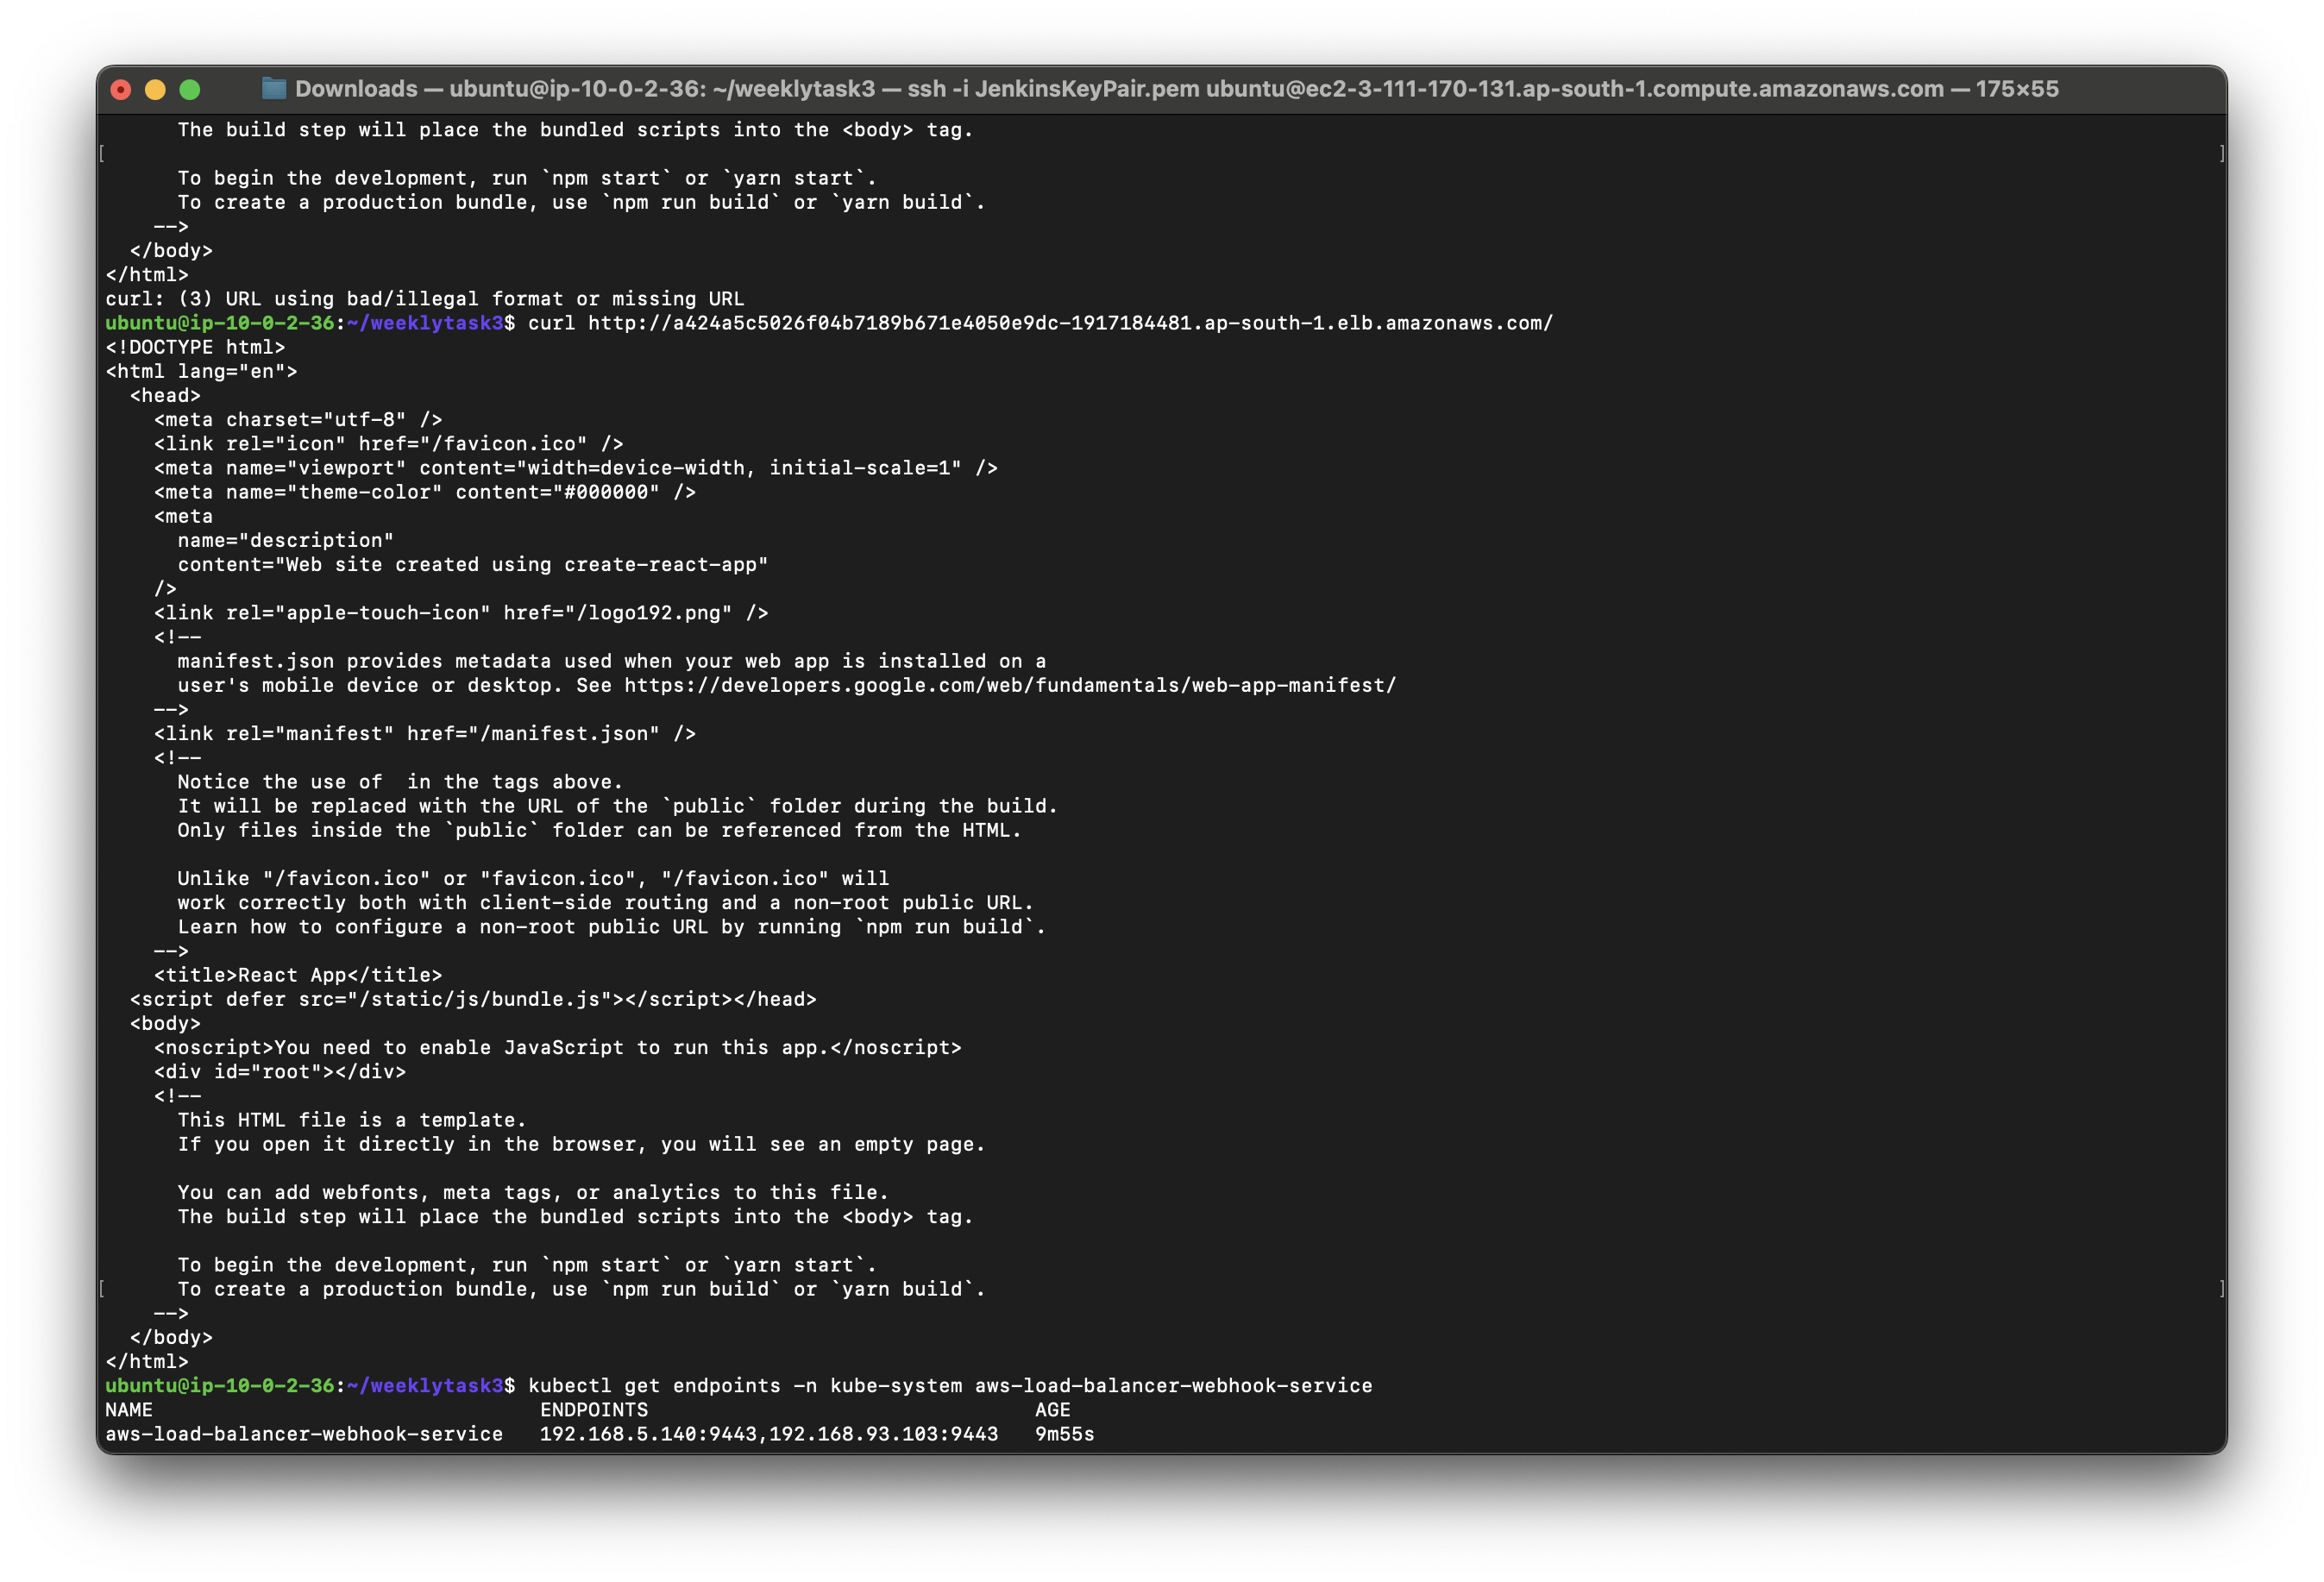 Downloads — ubuntu@ip-10-0-2-36: ~/weeklytask3 — ssh -i JenkinsKeyPair.pem ubuntu@ec2-3-111-170-131.ap-south-1.compute.amazonaws.com — 175×55
      The build step will place the bundled scripts into the <body> tag.
[ ]
      To begin the development, run `npm start` or `yarn start`.
      To create a production bundle, use `npm run build` or `yarn build`.
    -->
  </body>
</html>
curl: (3) URL using bad/illegal format or missing URL
ubuntu@ip-10-0-2-36:~/weeklytask3$ curl http://a424a5c5026f04b7189b671e4050e9dc-1917184481.ap-south-1.elb.amazonaws.com/
<!DOCTYPE html>
<html lang="en">
  <head>
    <meta charset="utf-8" />
    <link rel="icon" href="/favicon.ico" />
    <meta name="viewport" content="width=device-width, initial-scale=1" />
    <meta name="theme-color" content="#000000" />
    <meta
      name="description"
      content="Web site created using create-react-app"
    />
    <link rel="apple-touch-icon" href="/logo192.png" />
    <!--
      manifest.json provides metadata used when your web app is installed on a
      user's mobile device or desktop. See https://developers.google.com/web/fundamentals/web-app-manifest/
    -->
    <link rel="manifest" href="/manifest.json" />
    <!--
      Notice the use of  in the tags above.
      It will be replaced with the URL of the `public` folder during the build.
      Only files inside the `public` folder can be referenced from the HTML.

      Unlike "/favicon.ico" or "favicon.ico", "/favicon.ico" will
      work correctly both with client-side routing and a non-root public URL.
      Learn how to configure a non-root public URL by running `npm run build`.
    -->
    <title>React App</title>
  <script defer src="/static/js/bundle.js"></script></head>
  <body>
    <noscript>You need to enable JavaScript to run this app.</noscript>
    <div id="root"></div>
    <!--
      This HTML file is a template.
      If you open it directly in the browser, you will see an empty page.

      You can add webfonts, meta tags, or analytics to this file.
      The build step will place the bundled scripts into the <body> tag.

      To begin the development, run `npm start` or `yarn start`.
[     To create a production bundle, use `npm run build` or `yarn build`. ]
    -->
  </body>
</html>
ubuntu@ip-10-0-2-36:~/weeklytask3$ kubectl get endpoints -n kube-system aws-load-balancer-webhook-service
NAME                                ENDPOINTS                                AGE
aws-load-balancer-webhook-service   192.168.5.140:9443,192.168.93.103:9443   9m55s